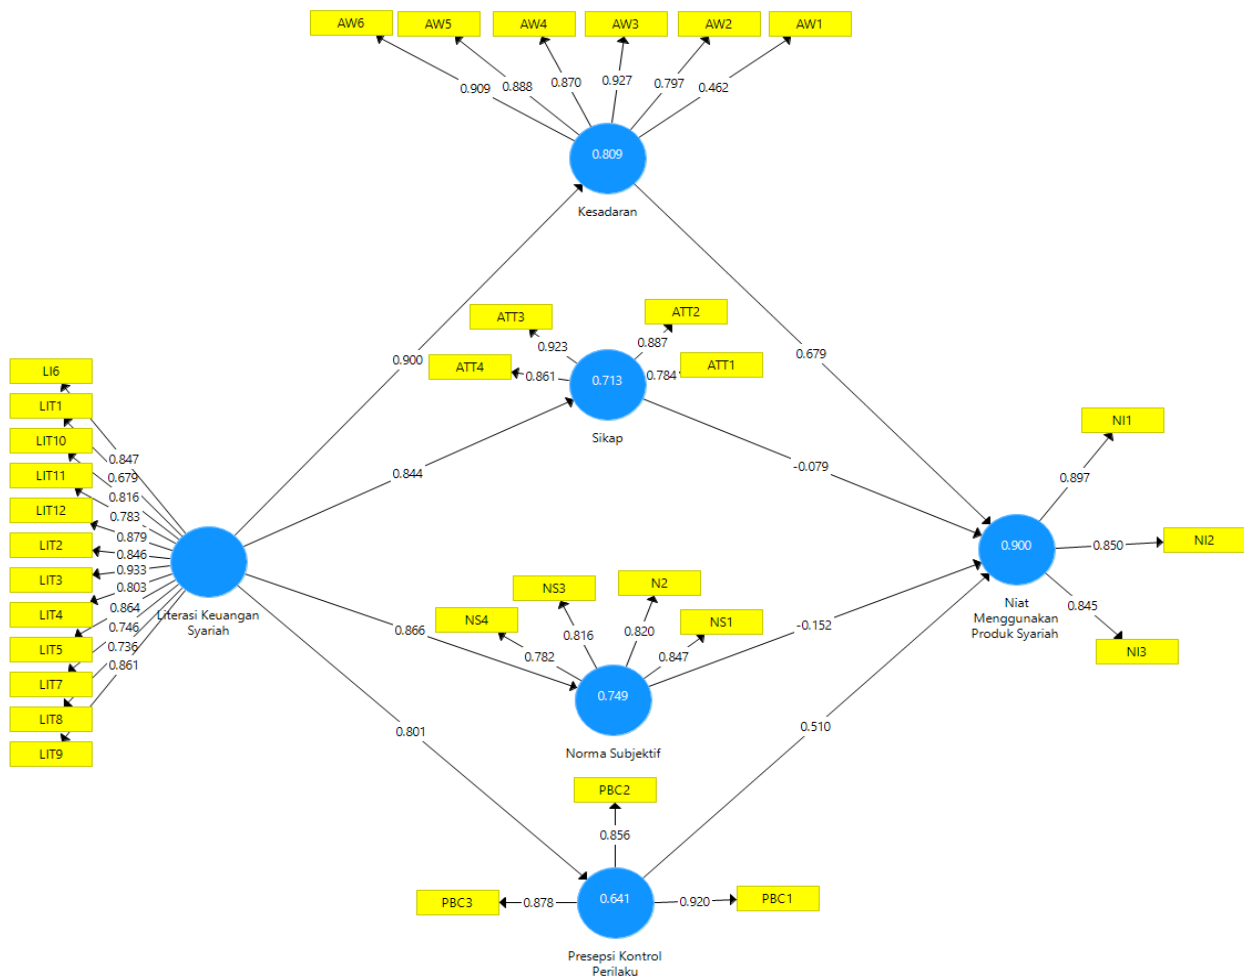 AW6
AW5
AW4
AW3
AW2
AW1
0.909
0.888
0.870
0.927
0.797
0.462
0.809
Kesadaran
ATT3
ATT2
ATT4
ATT1
0.923
0.887
0.861
0.784
0.713
Sikap
0.900
0.679
0.844
-0.079
LI6
LIT1
LIT10
LIT11
LIT12
LIT2
LIT3
LIT4
LIT5
LIT7
LIT8
LIT9
0.847
0.679
0.816
0.783
0.879
0.846
0.933
0.803
0.864
0.746
0.736
0.861
Literasi Keuangan
Syariah
NI1
0.897
0.900
0.850
NI2
0.845
NI3
Niat
Menggunakan
Produk Syariah
NS3
N2
NS4
NS1
0.816
0.820
0.782
0.847
0.866
-0.152
0.749
Norma Subjektif
0.801
0.510
PBC2
0.856
PBC3
0.878
0.641
0.920
PBC1
Presepsi Kontrol
Perilaku